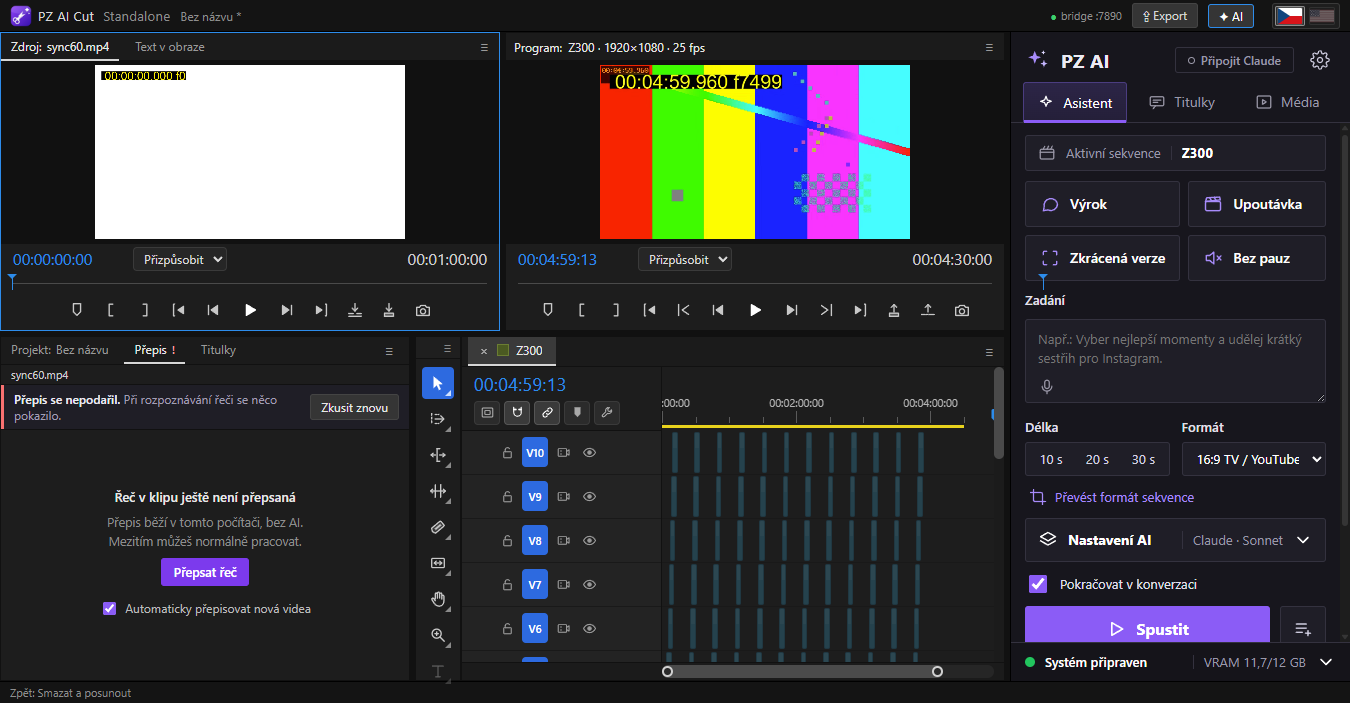 PZ AI Cut Standalone Bez názvu *
bridge :7890
Export
AI
Zdroj: sync60.mp4
Text v obraze
00:00:00.000 f0
00:00:00:00
Přizpůsobit
00:01:00:00
Program: Z300 · 1920×1080 · 25 fps
00:04:59.960
00:04:59.960 f7499
00:04:59:13
Přizpůsobit
00:04:30:00
Projekt: Bez názvu
Přepis !
Titulky
sync60.mp4
Přepis se nepodařil. Při rozpoznávání řeči se něco
pokazilo.
Zkusit znovu
Řeč v klipu ještě není přepsaná
Přepis běží v tomto počítači, bez AI.
Mezitím můžeš normálně pracovat.
Přepsat řeč
Automaticky přepisovat nová videa
× Z300
00:04:59:13
:00:00
00:02:00:00
00:04:00:00
V10
V9
V8
V7
V6
PZ AI
Připojit Claude
Asistent
Titulky
Média
Aktivní sekvence
Z300
Výrok
Upoutávka
Zkrácená verze
Bez pauz
Zadání
Např.: Vyber nejlepší momenty a udělej krátký
sestřih pro Instagram.
Délka
Formát
10 s
20 s
30 s
16:9 TV / YouTube
Převést formát sekvence
Nastavení AI
Claude · Sonnet
Pokračovat v konverzaci
Spustit
Systém připraven
VRAM 11,7/12 GB
Zpět: Smazat a posunout